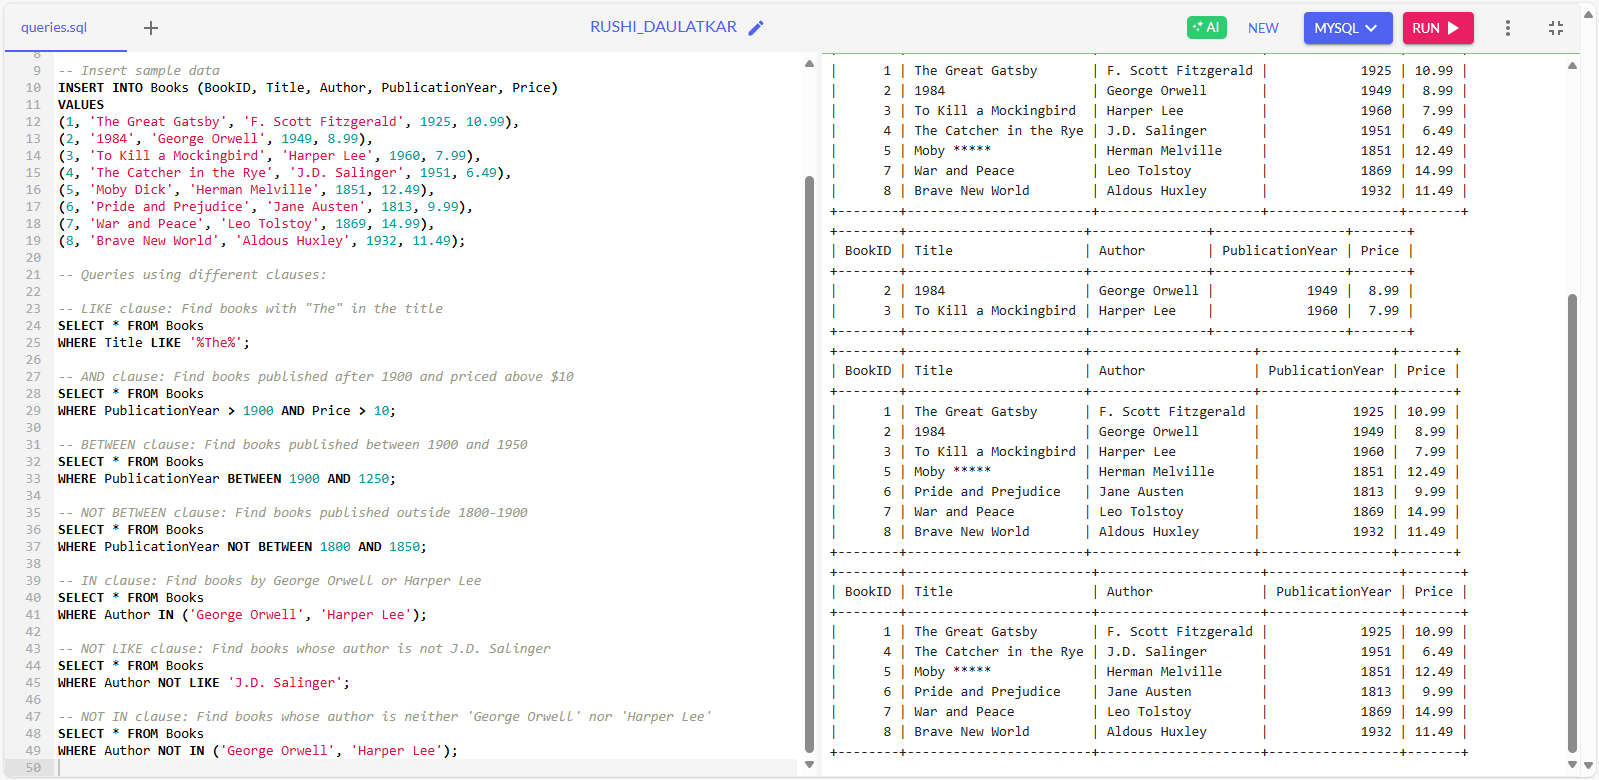 queries.sql
+
RUSHI_DAULATKAR
AI
NEW
MYSQL
RUN
8
9 -- Insert sample data
10 INSERT INTO Books (BookID, Title, Author, PublicationYear, Price)
11 VALUES
12 (1, 'The Great Gatsby', 'F. Scott Fitzgerald', 1925, 10.99),
13 (2, '1984', 'George Orwell', 1949, 8.99),
14 (3, 'To Kill a Mockingbird', 'Harper Lee', 1960, 7.99),
15 (4, 'The Catcher in the Rye', 'J.D. Salinger', 1951, 6.49),
16 (5, 'Moby Dick', 'Herman Melville', 1851, 12.49),
17 (6, 'Pride and Prejudice', 'Jane Austen', 1813, 9.99),
18 (7, 'War and Peace', 'Leo Tolstoy', 1869, 14.99),
19 (8, 'Brave New World', 'Aldous Huxley', 1932, 11.49);
20
21 -- Queries using different clauses:
22
23 -- LIKE clause: Find books with "The" in the title
24 SELECT * FROM Books
25 WHERE Title LIKE '%The%';
26
27 -- AND clause: Find books published after 1900 and priced above $10
28 SELECT * FROM Books
29 WHERE PublicationYear > 1900 AND Price > 10;
30
31 -- BETWEEN clause: Find books published between 1900 and 1950
32 SELECT * FROM Books
33 WHERE PublicationYear BETWEEN 1900 AND 1250;
34
35 -- NOT BETWEEN clause: Find books published outside 1800-1900
36 SELECT * FROM Books
37 WHERE PublicationYear NOT BETWEEN 1800 AND 1850;
38
39 -- IN clause: Find books by George Orwell or Harper Lee
40 SELECT * FROM Books
41 WHERE Author IN ('George Orwell', 'Harper Lee');
42
43 -- NOT LIKE clause: Find books whose author is not J.D. Salinger
44 SELECT * FROM Books
45 WHERE Author NOT LIKE 'J.D. Salinger';
46
47 -- NOT IN clause: Find books whose author is neither 'George Orwell' nor 'Harper Lee'
48 SELECT * FROM Books
49 WHERE Author NOT IN ('George Orwell', 'Harper Lee');
50
| 1 | The Great Gatsby | F. Scott Fitzgerald | 1925 | 10.99 |
| 2 | 1984 | George Orwell | 1949 | 8.99 |
| 3 | To Kill a Mockingbird | Harper Lee | 1960 | 7.99 |
| 4 | The Catcher in the Rye | J.D. Salinger | 1951 | 6.49 |
| 5 | Moby ***** | Herman Melville | 1851 | 12.49 |
| 7 | War and Peace | Leo Tolstoy | 1869 | 14.99 |
| 8 | Brave New World | Aldous Huxley | 1932 | 11.49 |
| BookID | Title | Author | PublicationYear | Price |
| 2 | 1984 | George Orwell | 1949 | 8.99 |
| 3 | To Kill a Mockingbird | Harper Lee | 1960 | 7.99 |
| BookID | Title | Author | PublicationYear | Price |
| 1 | The Great Gatsby | F. Scott Fitzgerald | 1925 | 10.99 |
| 2 | 1984 | George Orwell | 1949 | 8.99 |
| 3 | To Kill a Mockingbird | Harper Lee | 1960 | 7.99 |
| 5 | Moby ***** | Herman Melville | 1851 | 12.49 |
| 6 | Pride and Prejudice | Jane Austen | 1813 | 9.99 |
| 7 | War and Peace | Leo Tolstoy | 1869 | 14.99 |
| 8 | Brave New World | Aldous Huxley | 1932 | 11.49 |
| BookID | Title | Author | PublicationYear | Price |
| 1 | The Great Gatsby | F. Scott Fitzgerald | 1925 | 10.99 |
| 4 | The Catcher in the Rye | J.D. Salinger | 1951 | 6.49 |
| 5 | Moby ***** | Herman Melville | 1851 | 12.49 |
| 6 | Pride and Prejudice | Jane Austen | 1813 | 9.99 |
| 7 | War and Peace | Leo Tolstoy | 1869 | 14.99 |
| 8 | Brave New World | Aldous Huxley | 1932 | 11.49 |